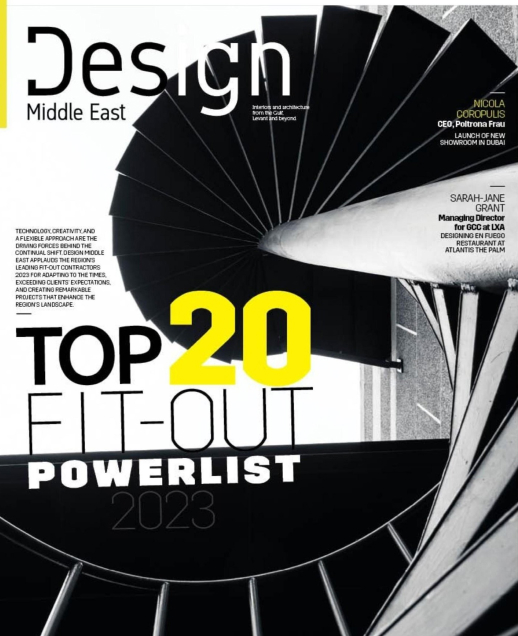 Design
Middle East
Interiors and architecture
from the Gulf,
Levant and beyond
NICOLA
COROPULIS
CEO, Poltrona Frau
LAUNCH OF NEW
SHOWROOM IN DUBAI
SARAH-JANE
GRANT
Managing Director
for GCC at LXA
DESIGNING EN FUEGO
RESTAURANT AT
ATLANTIS THE PALM
TECHNOLOGY, CREATIVITY, AND
A FLEXIBLE APPROACH ARE THE
DRIVING FORCES BEHIND THE
CONTINUAL SHIFT. DESIGN MIDDLE
EAST APPLAUDS THE REGION'S
LEADING FIT-OUT CONTRACTORS
2023 FOR ADAPTING TO THE TIMES,
EXCEEDING CLIENTS' EXPECTATIONS,
AND CREATING REMARKABLE
PROJECTS THAT ENHANCE THE
REGION'S LANDSCAPE.
TOP 20
FIT-OUT
POWERLIST
2023